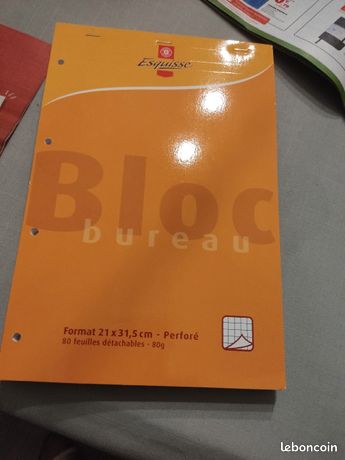 Esquisse
Bloc
bureau
Format 21 x 31,5 cm - Perforé
80 feuilles détachables - 80g
leboncoin